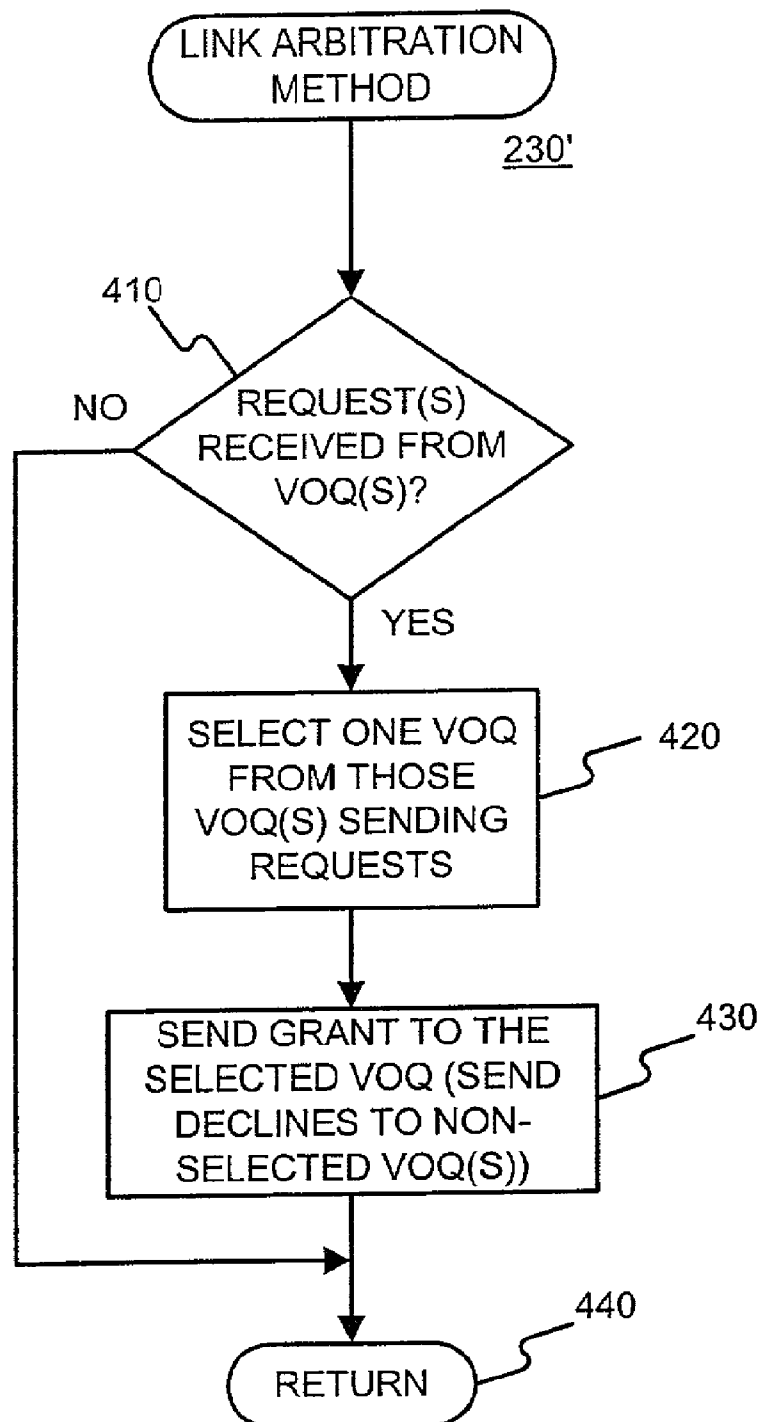 LINK ARBITRATION
METHOD
230'
410
NO
REQUEST(S)
RECEIVED FROM
VOQ(S)?
YES
SELECT ONE VOQ
FROM THOSE
VOQ(S) SENDING
REQUESTS
420
SEND GRANT TO THE
SELECTED VOQ (SEND
DECLINES TO NON-
SELECTED VOQ(S))
430
440
RETURN